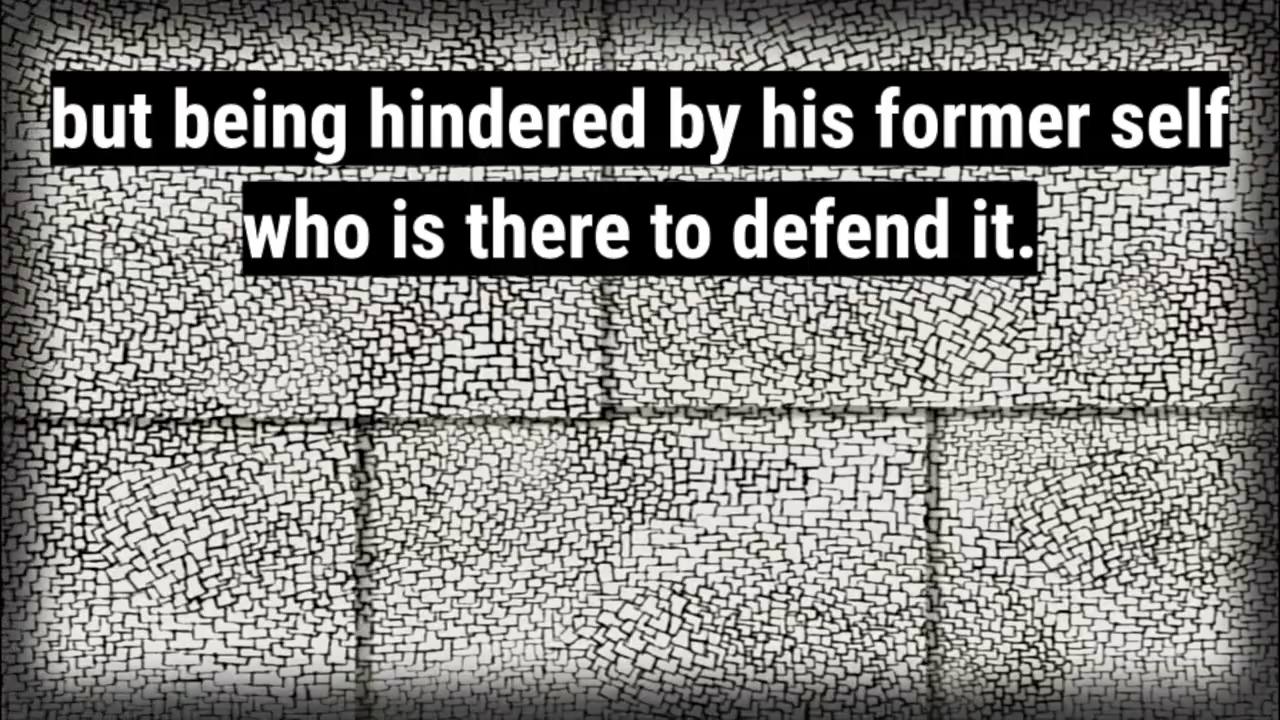 but being hindered by his former self
who is there to defend it.